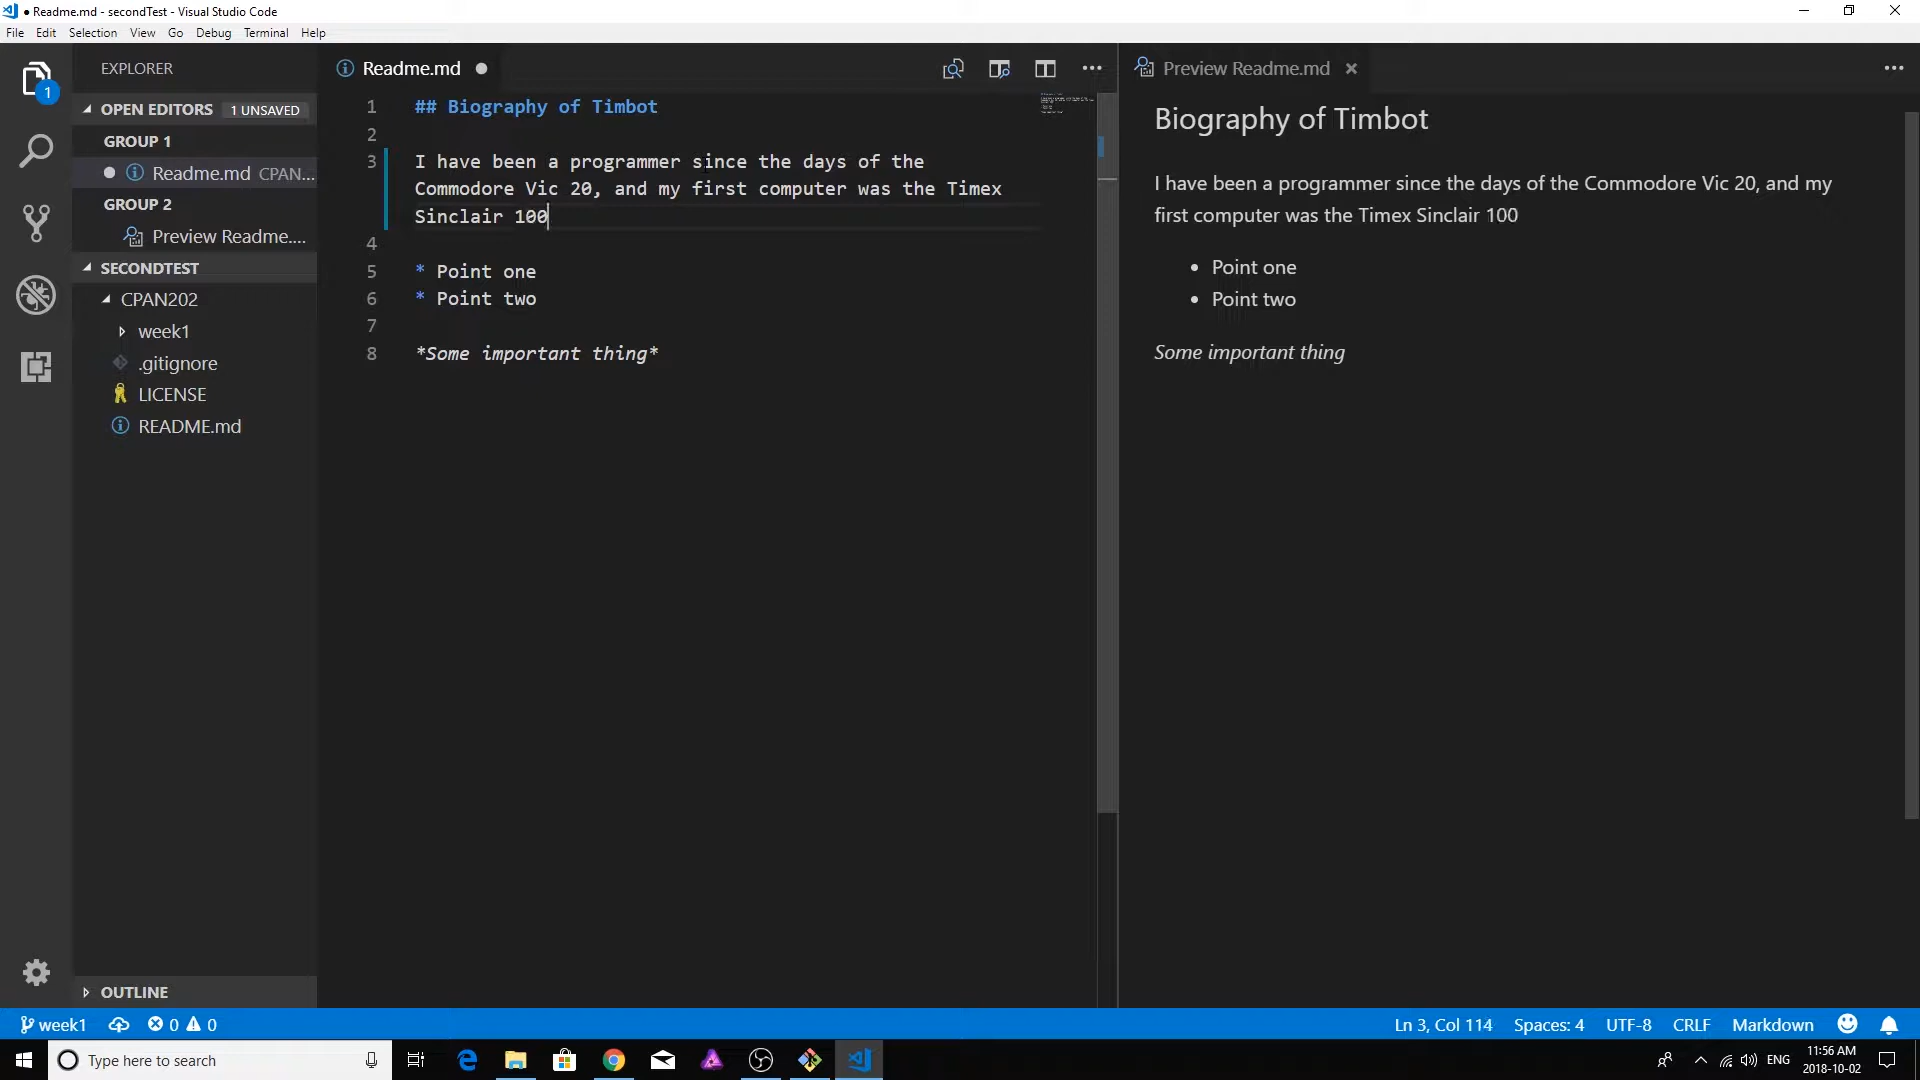 ● Readme.md - secondTest - Visual Studio Code
File Edit Selection View Go Debug Terminal Help
1
EXPLORER
OPEN EDITORS 1 UNSAVED
GROUP 1
Readme.md CPAN...
GROUP 2
Preview Readme....
SECONDTEST
CPAN202
week1
.gitignore
LICENSE
README.md
OUTLINE
Readme.md ●
1 ## Biography of Timbot
2
3 I have been a programmer since the days of the
Commodore Vic 20, and my first computer was the Timex
Sinclair 100
4
5 * Point one
6 * Point two
7
8 *Some important thing*
Preview Readme.md
Biography of Timbot
I have been a programmer since the days of the Commodore Vic 20, and my
first computer was the Timex Sinclair 100
• Point one
• Point two
Some important thing
week1 0 0 Ln 3, Col 114 Spaces: 4 UTF-8 CRLF Markdown
Type here to search
ENG
11:56 AM
2018-10-02